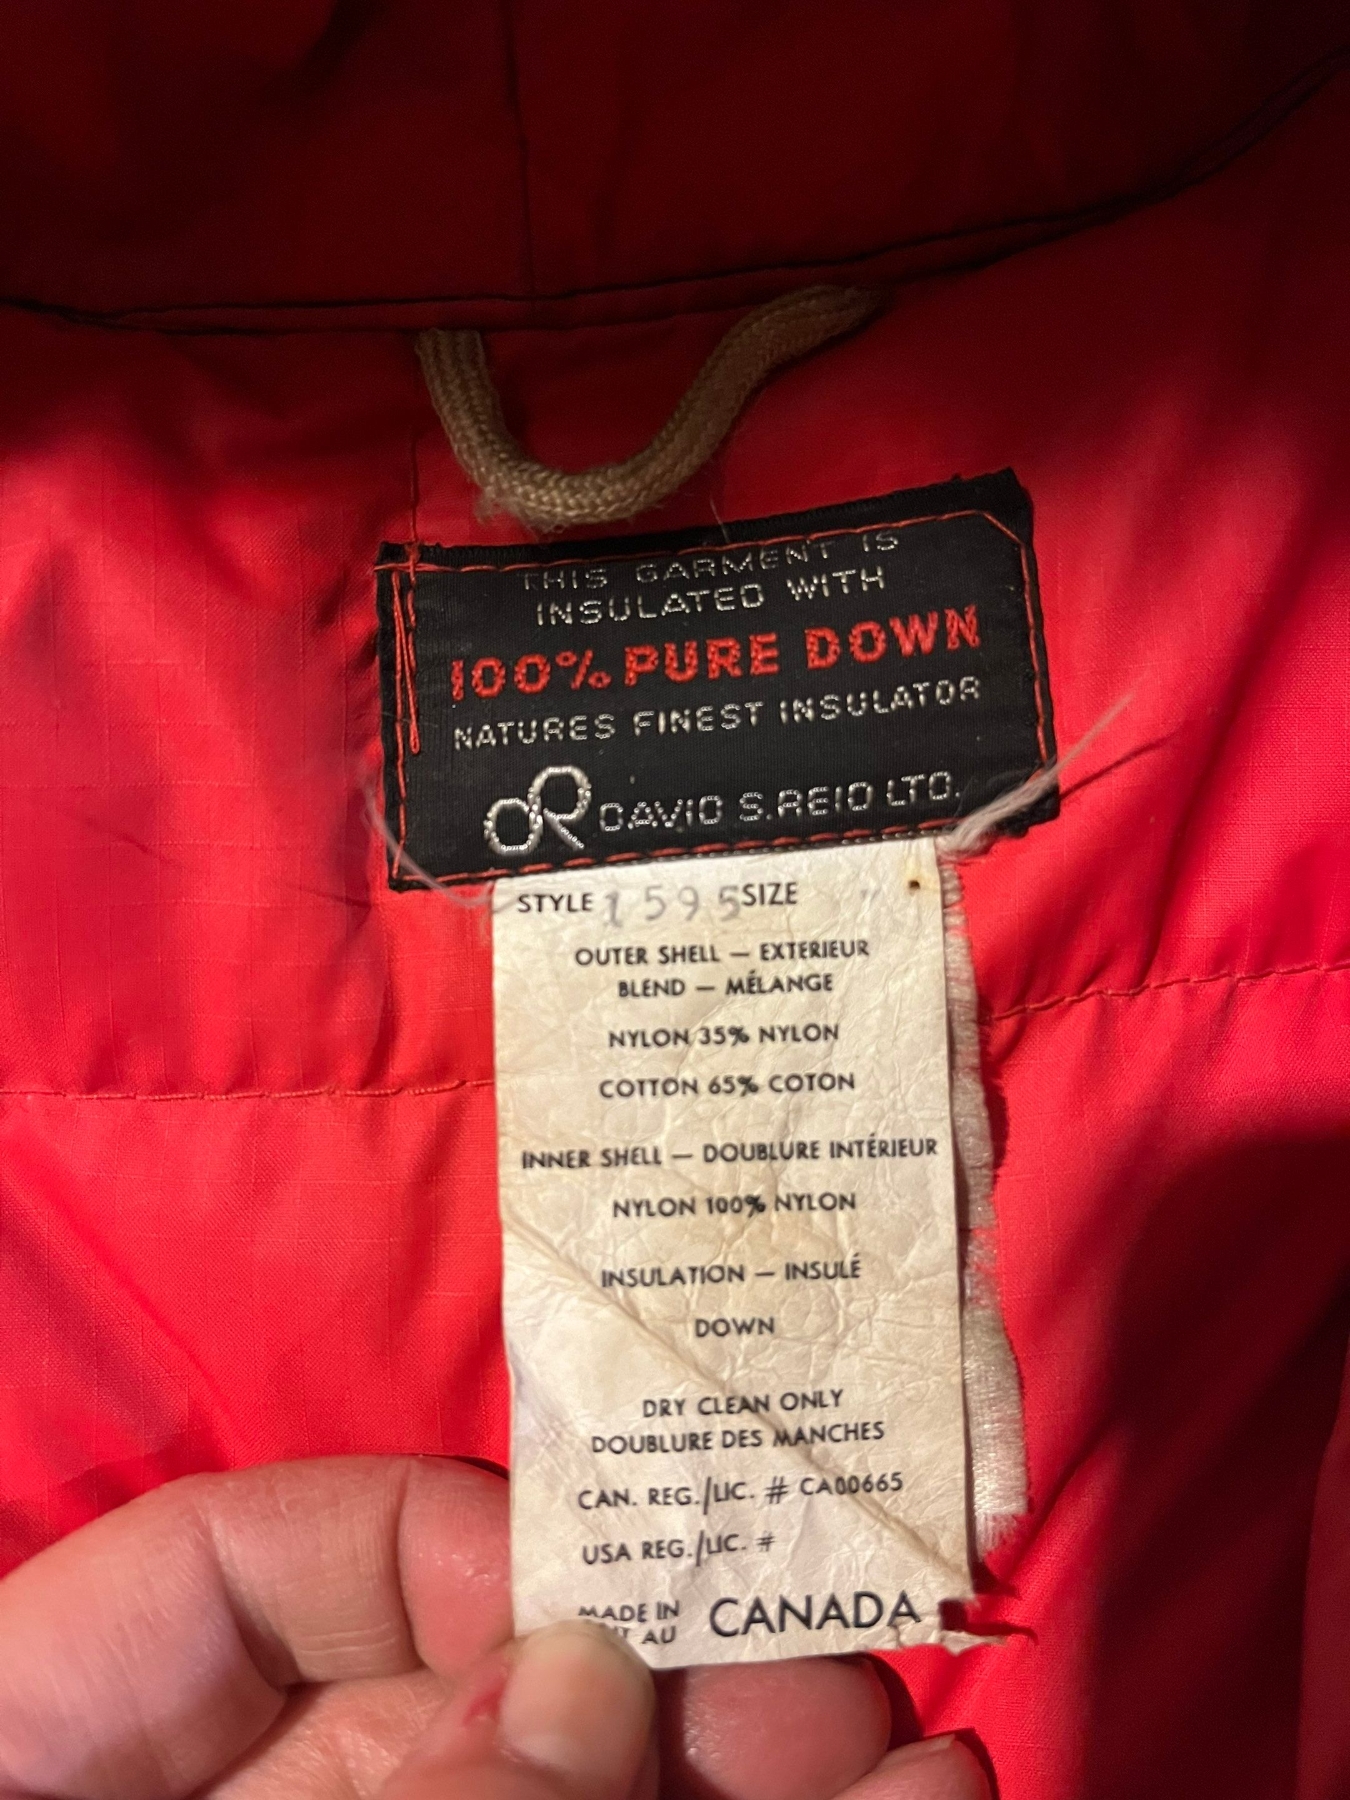 THIS GARMENT IS
INSULATED WITH
100% PURE DOWN
NATURES FINEST INSULATOR
DAVID S. REID LTD.
STYLE 1595 SIZE
OUTER SHELL — EXTERIEUR
BLEND — MÉLANGE
NYLON 35% NYLON
COTTON 65% COTON
INNER SHELL — DOUBLURE INTÉRIEUR
NYLON 100% NYLON
INSULATION — INSULÉ
DOWN
DRY CLEAN ONLY
DOUBLURE DES MANCHES
CAN. REG./LIC. # CA00665
USA REG./LIC. #
MADE IN
AU CANADA